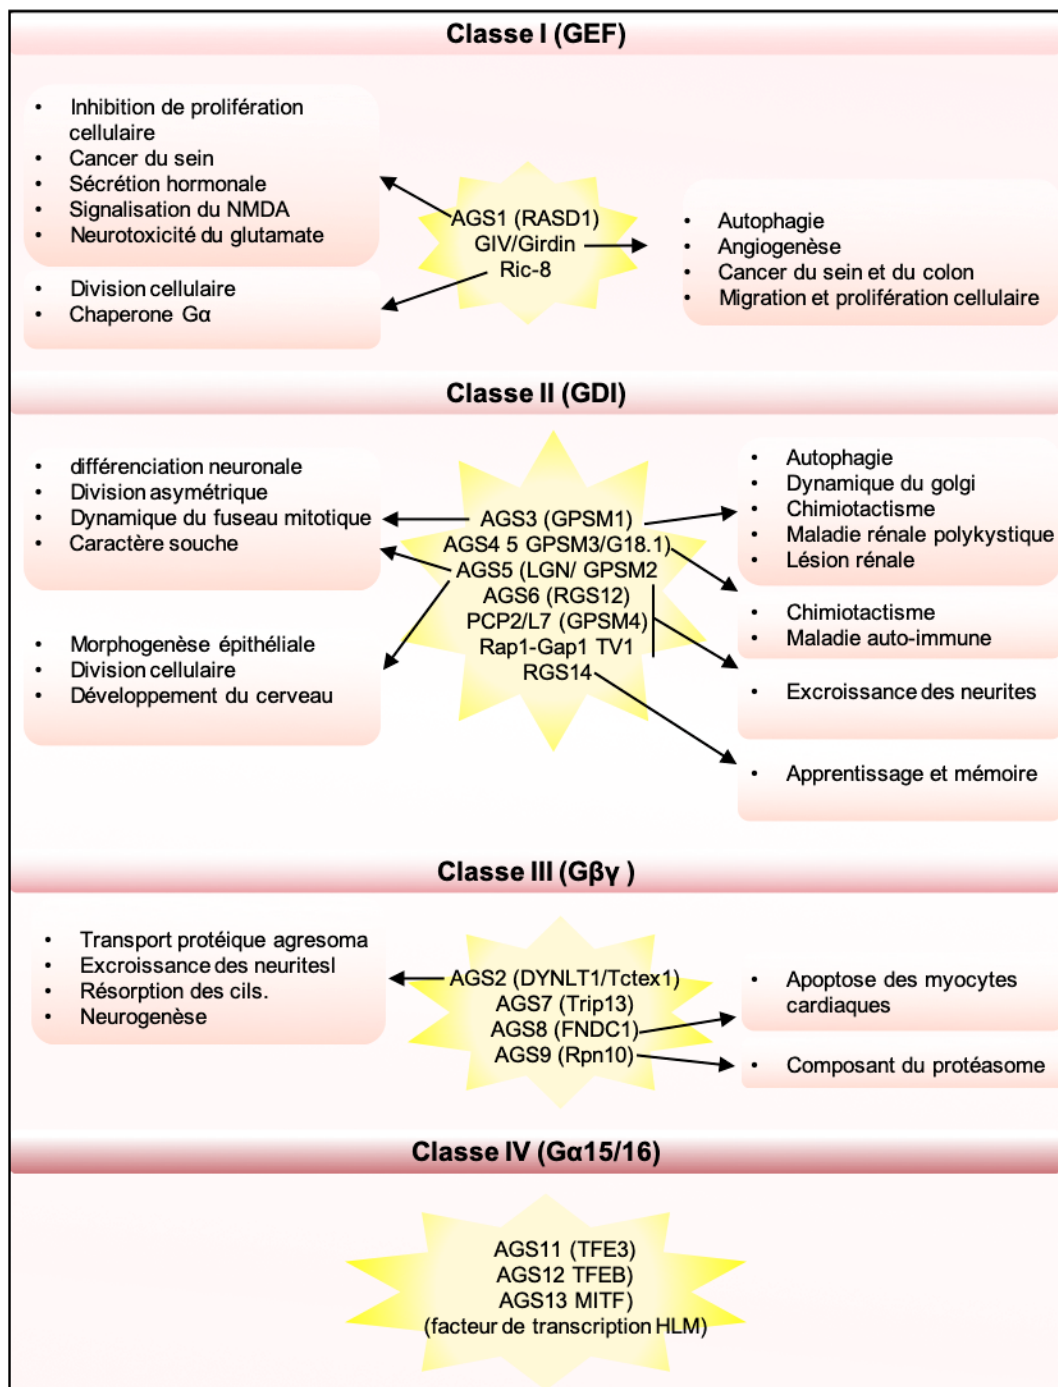 Classe I (GEF)
• Inhibition de prolifération
cellulaire
• Cancer du sein
• Sécrétion hormonale
• Signalisation du NMDA
• Neurotoxicité du glutamate
• Division cellulaire
• Chaperone Gα
AGS1 (RASD1)
GIV/Girdin
Ric-8
• Autophagie
• Angiogenèse
• Cancer du sein et du colon
• Migration et prolifération cellulaire
Classe II (GDI)
• différenciation neuronale
• Division asymétrique
• Dynamique du fuseau mitotique
• Caractère souche
• Morphogenèse épithéliale
• Division cellulaire
• Développement du cerveau
AGS3 (GPSM1)
AGS4 5 GPSM3/G18.1)
AGS5 (LGN/ GPSM2
AGS6 (RGS12)
PCP2/L7 (GPSM4)
Rap1-Gap1 TV1
RGS14
• Autophagie
• Dynamique du golgi
• Chimiotactisme
• Maladie rénale polykystique
• Lésion rénale
• Chimiotactisme
• Maladie auto-immune
• Excroissance des neurites
• Apprentissage et mémoire
Classe III (Gβγ )
• Transport protéique agresoma
• Excroissance des neuritesl
• Résorption des cils.
• Neurogenèse
AGS2 (DYNLT1/Tctex1)
AGS7 (Trip13)
AGS8 (FNDC1)
AGS9 (Rpn10)
• Apoptose des myocytes
cardiaques
• Composant du protéasome
Classe IV (Gα15/16)
AGS11 (TFE3)
AGS12 TFEB)
AGS13 MITF)
(facteur de transcription HLM)